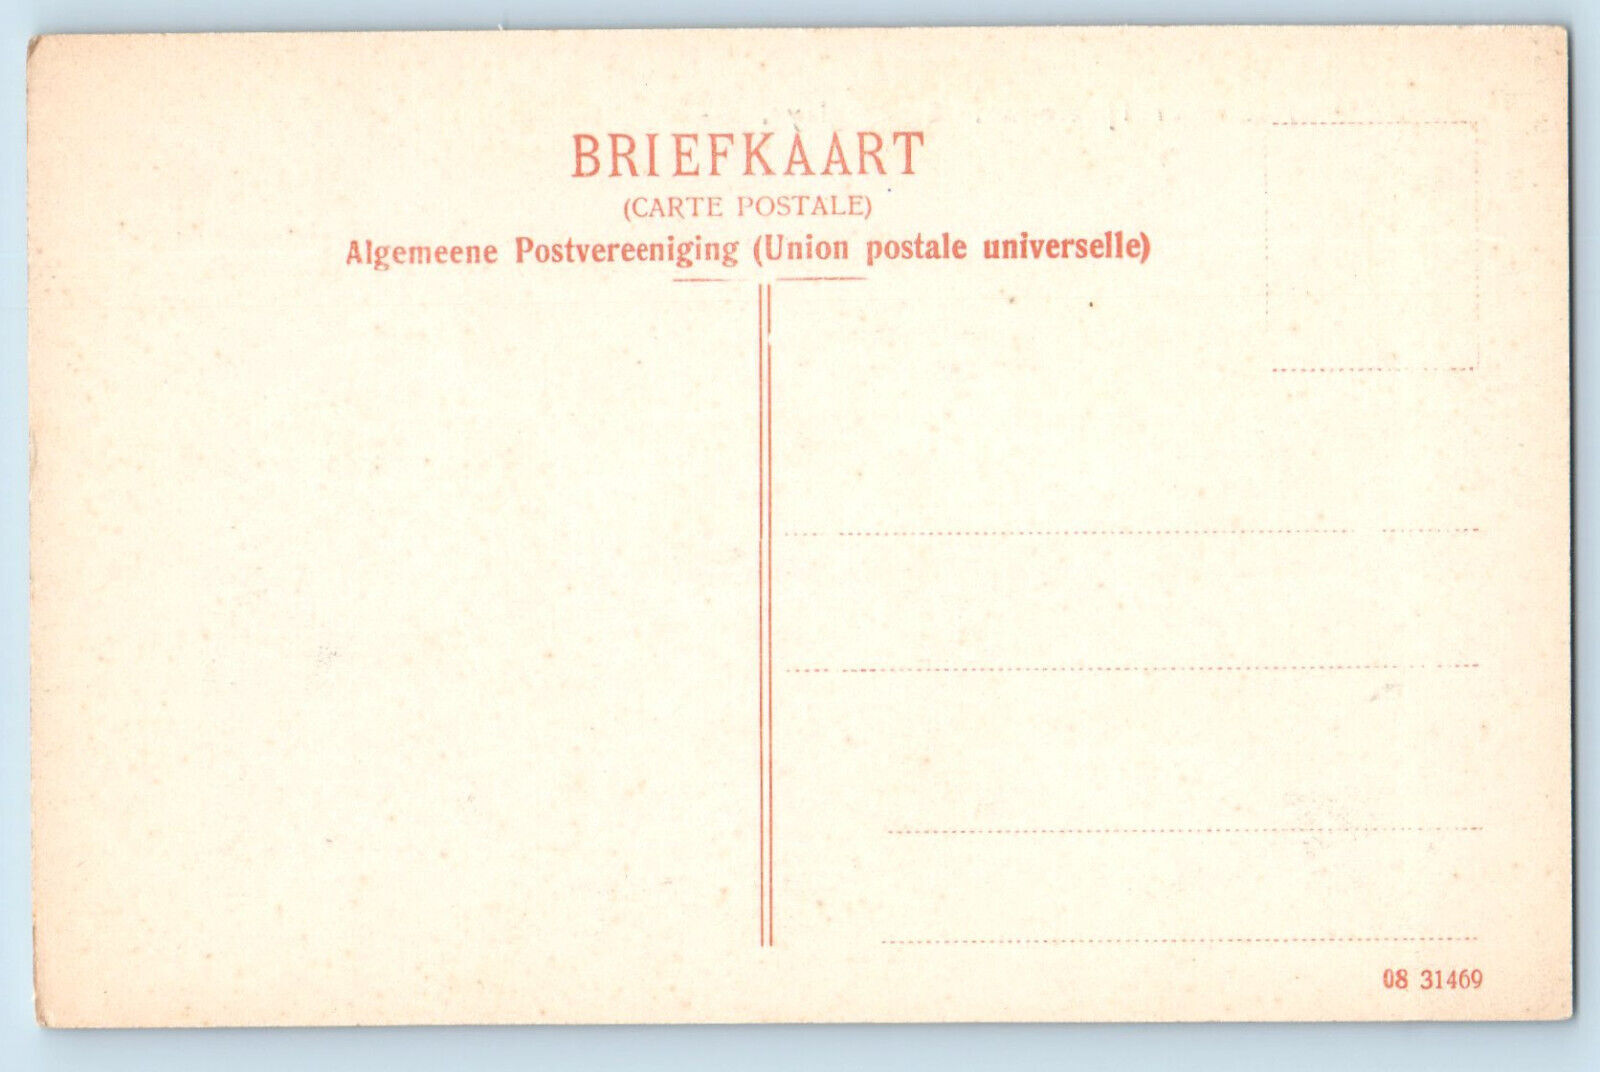 BRIEFKAART
(CARTE POSTALE)
Algemeene Postvereeniging (Union postale universelle)
08 31469